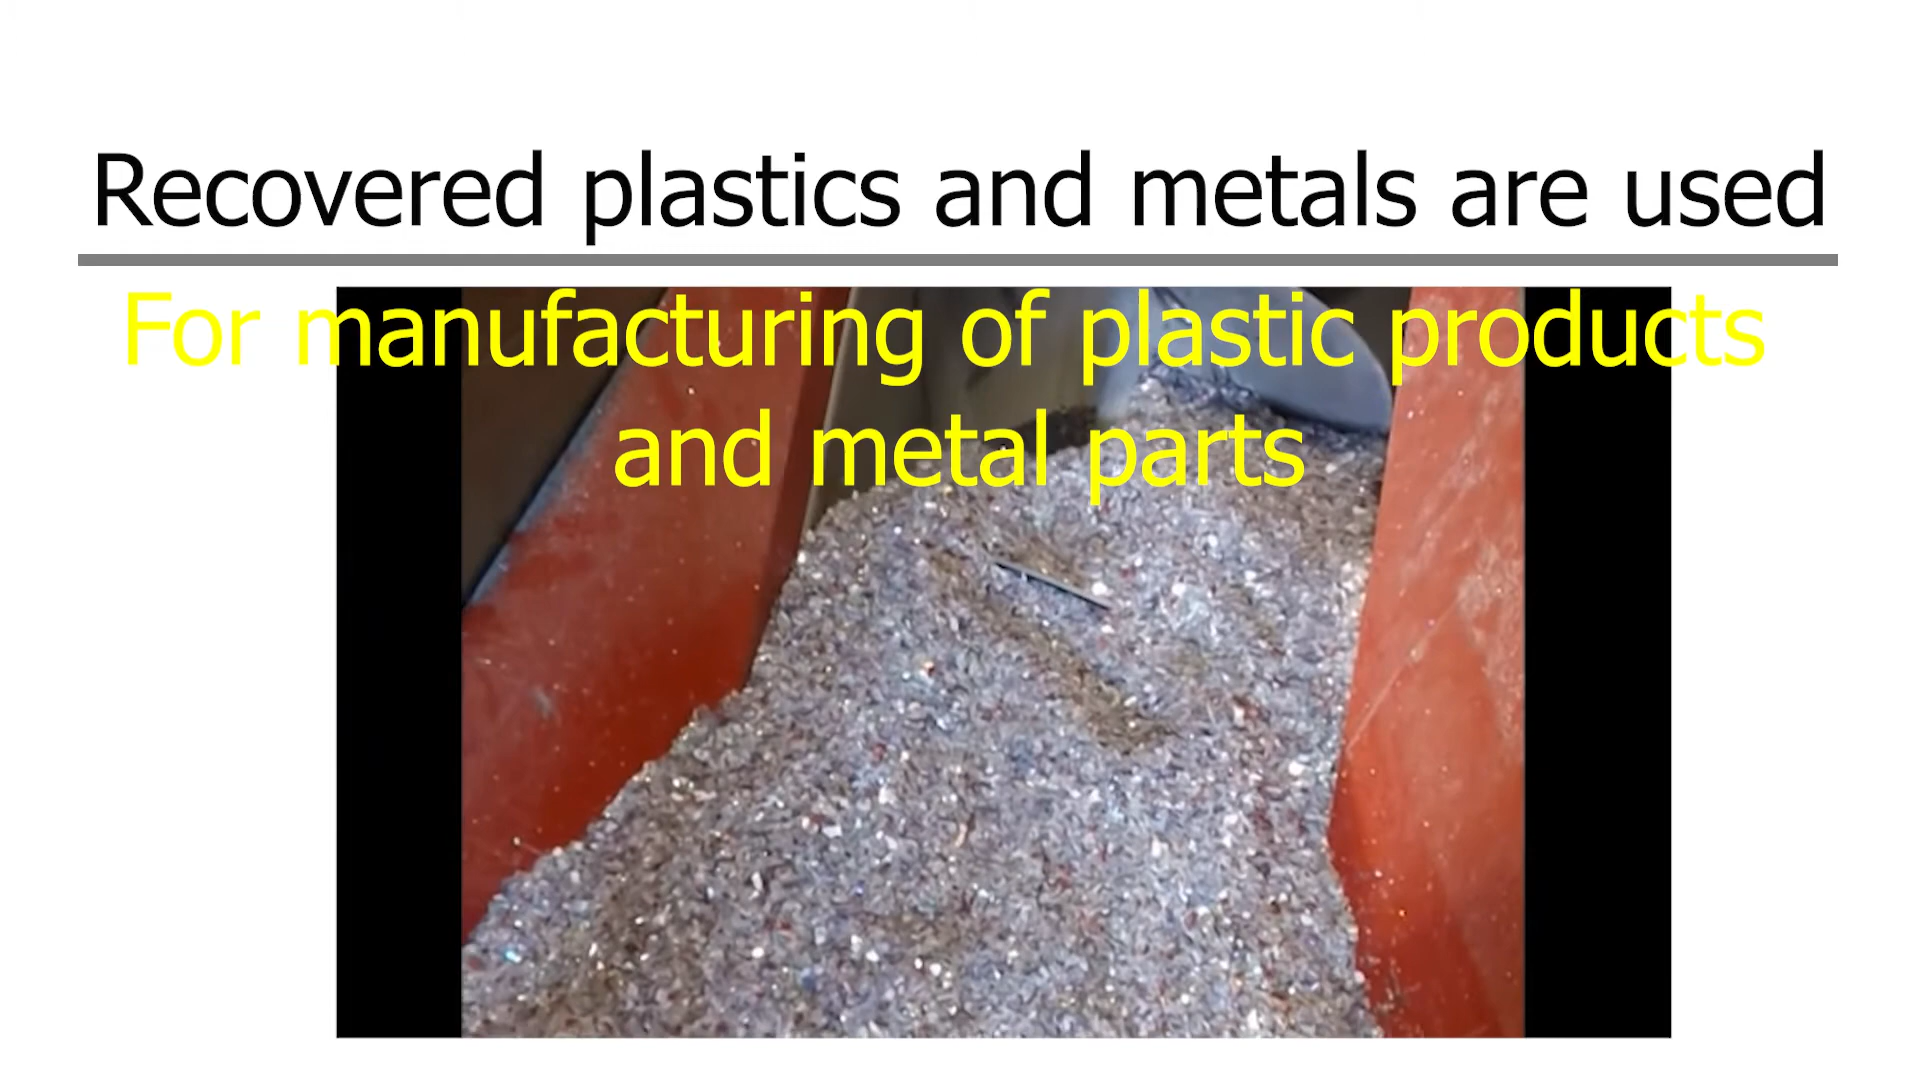 Recovered plastics and metals are used
For manufacturing of plastic products
and metal parts